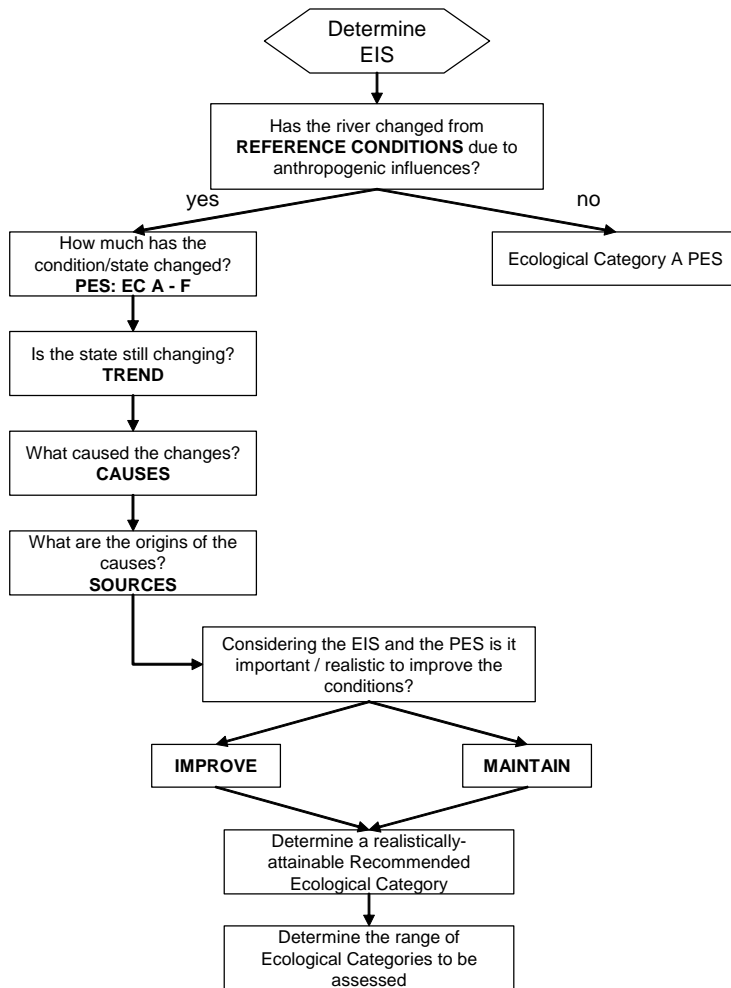 Determine
EIS
Has the river changed from
REFERENCE CONDITIONS due to
anthropogenic influences?
yes
no
How much has the
condition/state changed?
PES: EC A - F
Ecological Category A PES
Is the state still changing?
TREND
What caused the changes?
CAUSES
What are the origins of the
causes?
SOURCES
Considering the EIS and the PES is it
important / realistic to improve the
conditions?
IMPROVE
MAINTAIN
Determine a realistically-
attainable Recommended
Ecological Category
Determine the range of
Ecological Categories to be
assessed